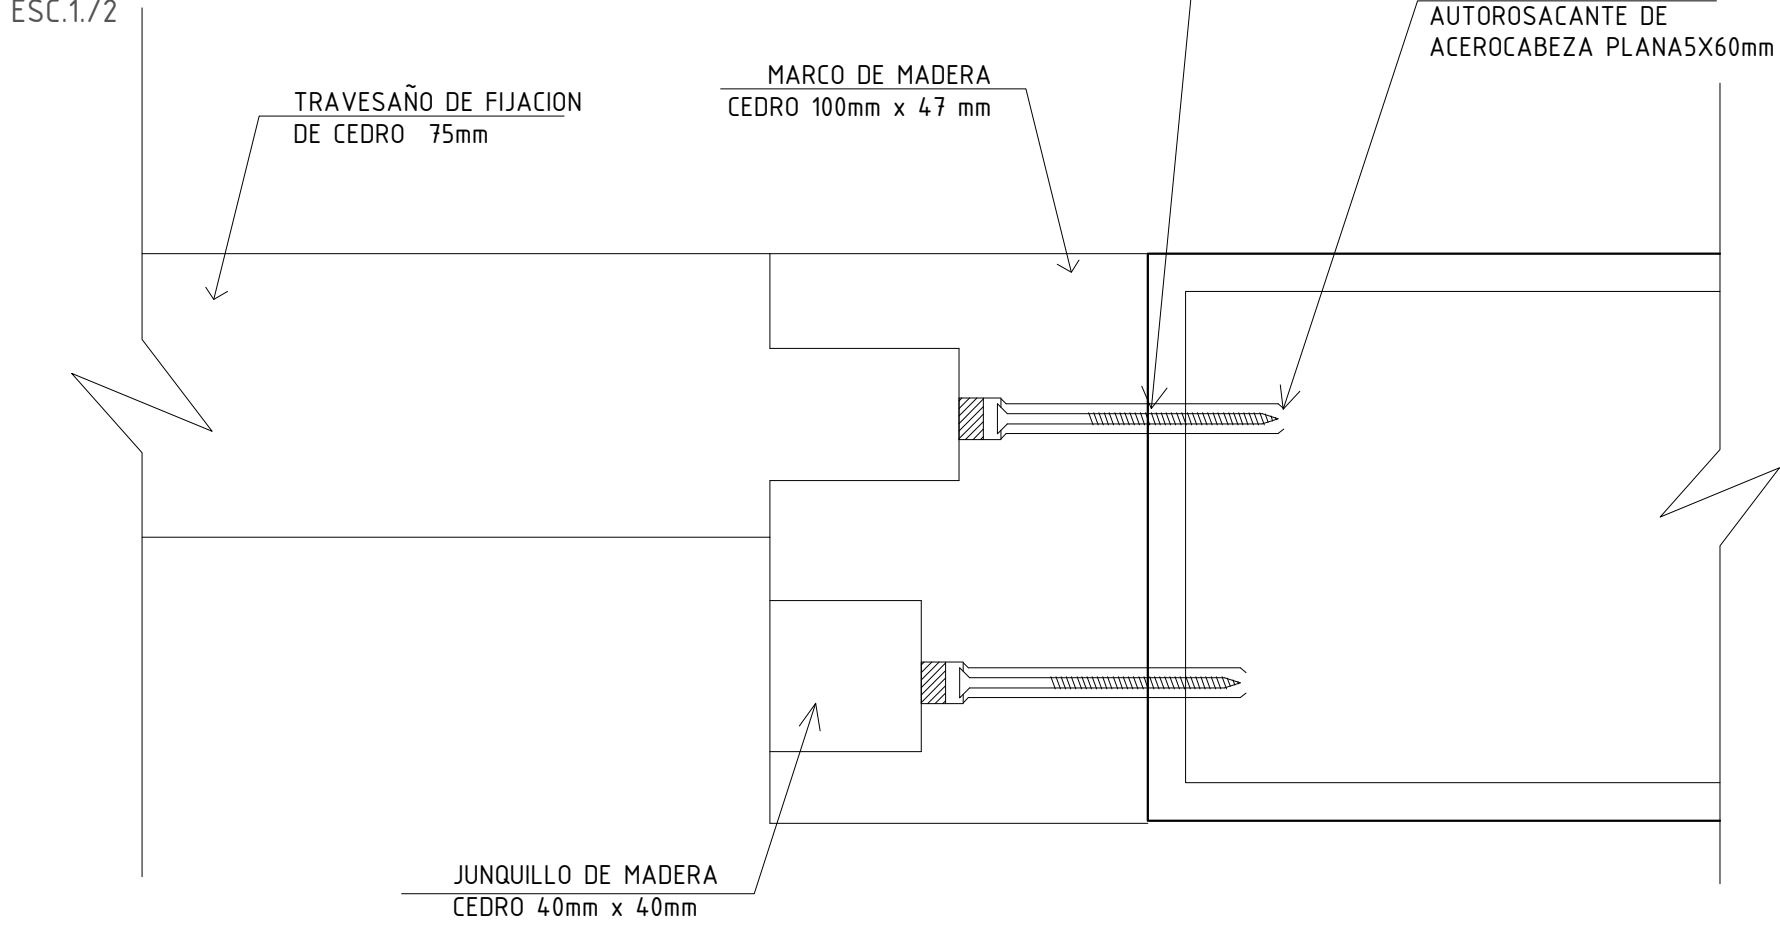 ESC.1./2
AUTOROSACANTE DE
ACEROCABEZA PLANA5X60mm
MARCO DE MADERA
CEDRO 100mm x 47 mm
TRAVESAÑO DE FIJACION
DE CEDRO 75mm
JUNQUILLO DE MADERA
CEDRO 40mm x 40mm